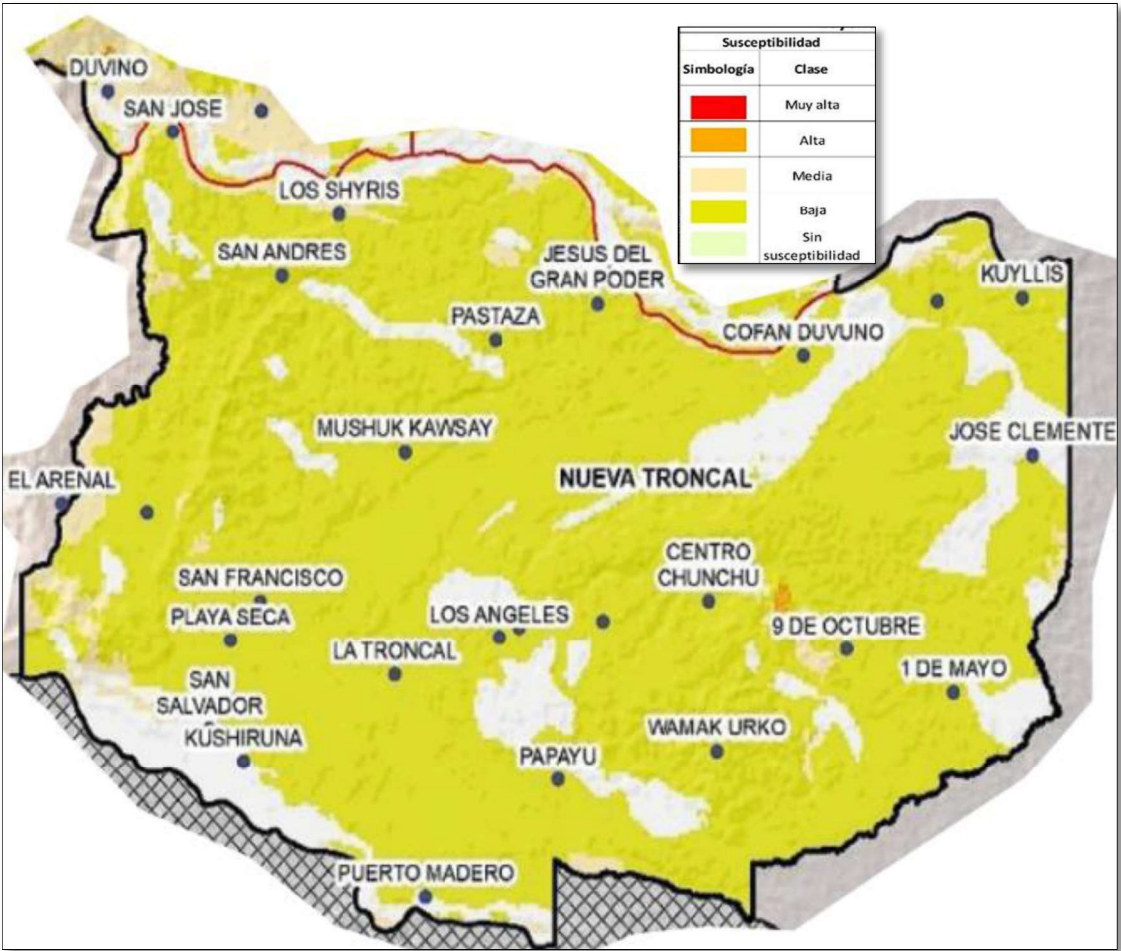 Susceptibilidad
Simbología Clase
Muy alta
Alta
Media
Baja
Sin
susceptibilidad
DUVINO
SAN JOSE
LOS SHYRIS
SAN ANDRES
JESUS DEL
GRAN PODER
KUYLLIS
PASTAZA
COFAN DUVUNO
MUSHUK KAWSAY
JOSE CLEMENTE
EL ARENAL
NUEVA TRONCAL
CENTRO
CHUNCHU
SAN FRANCISCO
PLAYA SECA
LOS ANGELES
9 DE OCTUBRE
LA TRONCAL
1 DE MAYO
SAN
SALVADOR
KUSHIRUNA
WAMAK URKO
PAPAYU
PUERTO MADERO